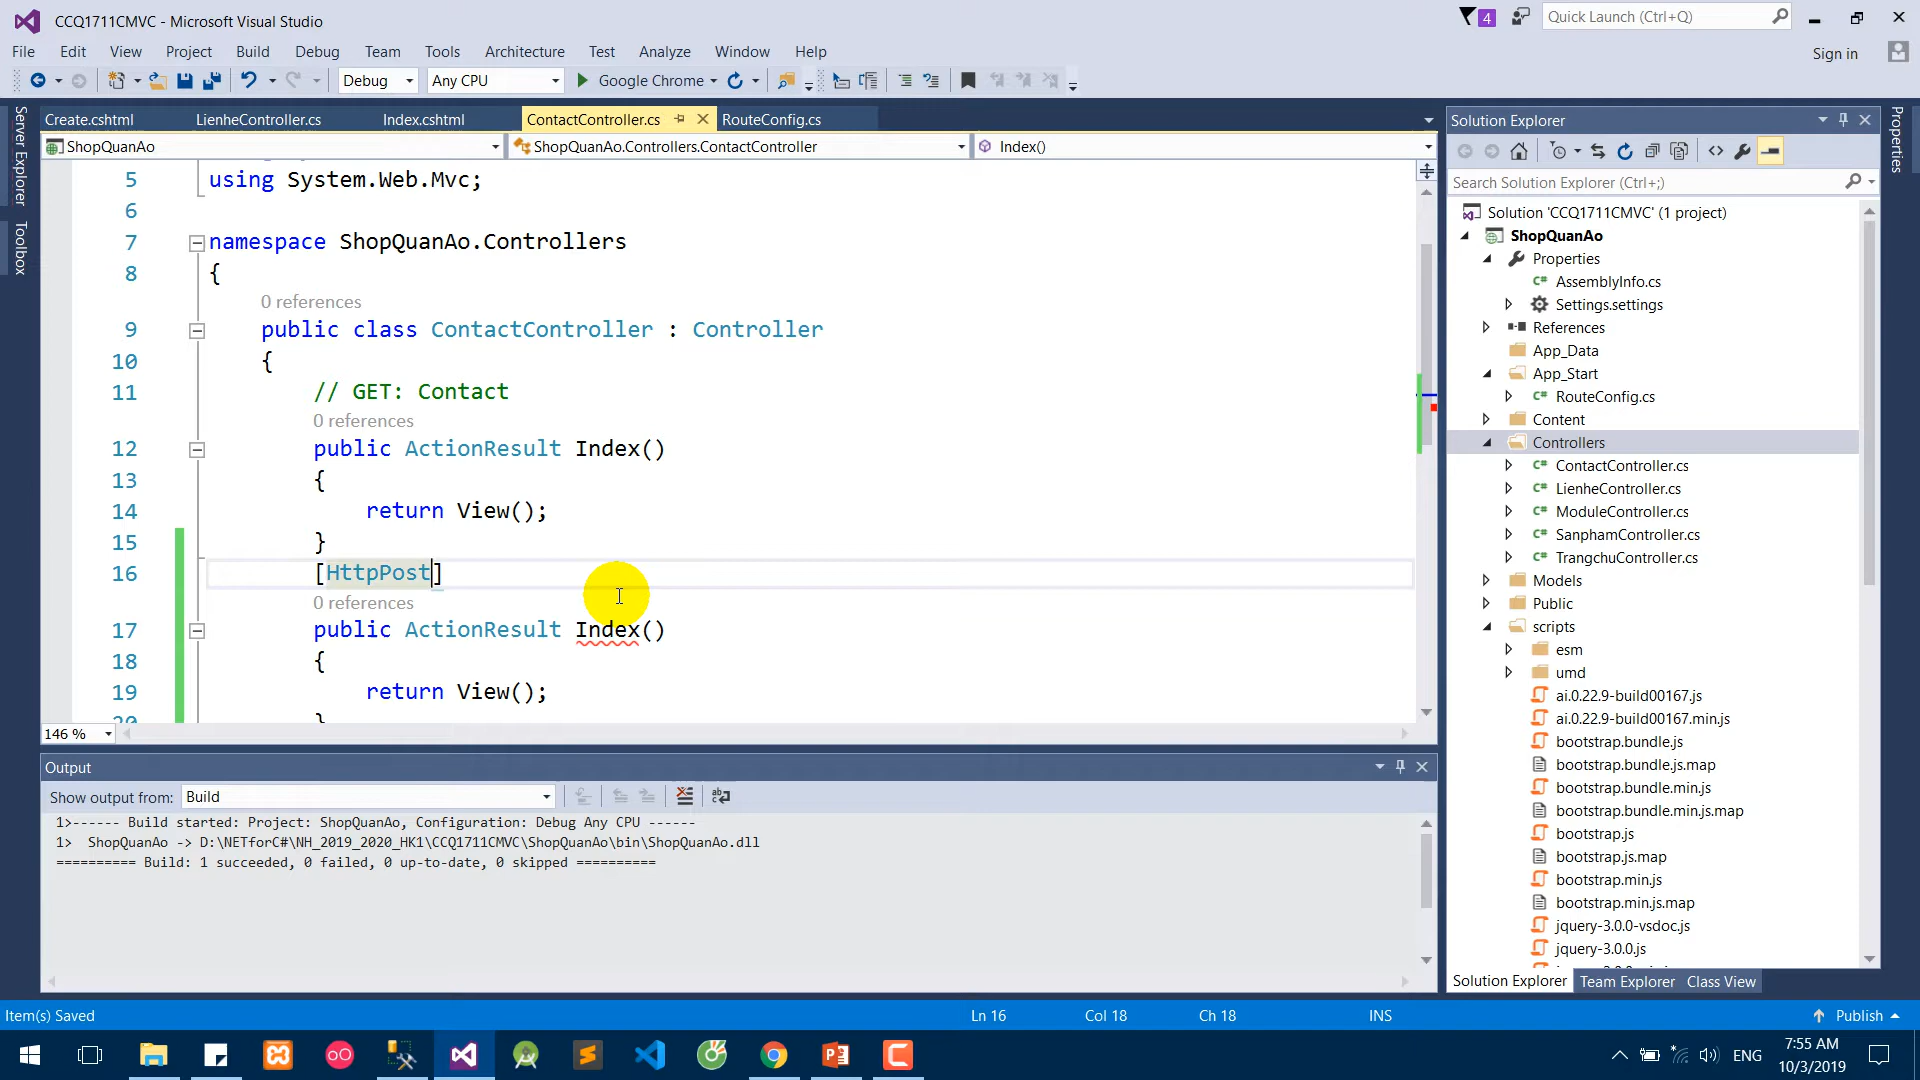 CCQ1711CMVC - Microsoft Visual Studio
4
Quick Launch (Ctrl+Q)
File Edit View Project Build Debug Team Tools Architecture Test Analyze Window Help
Sign in
Debug Any CPU Google Chrome
Server Explorer
Toolbox
Create.cshtml LienheController.cs Index.cshtml ContactController.cs RouteConfig.cs
ShopQuanAo ShopQuanAo.Controllers.ContactController Index()
5 using System.Web.Mvc;
6
7 namespace ShopQuanAo.Controllers
8 {
0 references
9 public class ContactController : Controller
10 {
11 // GET: Contact
0 references
12 public ActionResult Index()
13 {
14 return View();
15 }
16 [HttpPost]
0 references
17 public ActionResult Index()
18 {
19 return View();
20 }
146 %
Output
Show output from: Build
1>------ Build started: Project: ShopQuanAo, Configuration: Debug Any CPU ------
1> ShopQuanAo -> D:\NETforC#\NH_2019_2020_HK1\CCQ1711CMVC\ShopQuanAo\bin\ShopQuanAo.dll
========== Build: 1 succeeded, 0 failed, 0 up-to-date, 0 skipped ==========
Solution Explorer
Search Solution Explorer (Ctrl+;)
Solution 'CCQ1711CMVC' (1 project)
ShopQuanAo
Properties
AssemblyInfo.cs
Settings.settings
References
App_Data
App_Start
RouteConfig.cs
Content
Controllers
ContactController.cs
LienheController.cs
ModuleController.cs
SanphamController.cs
TrangchuController.cs
Models
Public
scripts
esm
umd
ai.0.22.9-build00167.js
ai.0.22.9-build00167.min.js
bootstrap.bundle.js
bootstrap.bundle.js.map
bootstrap.bundle.min.js
bootstrap.bundle.min.js.map
bootstrap.js
bootstrap.js.map
bootstrap.min.js
bootstrap.min.js.map
jquery-3.0.0-vsdoc.js
jquery-3.0.0.js
Solution Explorer Team Explorer Class View
Properties
Item(s) Saved Ln 16 Col 18 Ch 18 INS Publish
ENG
7:55 AM
10/3/2019